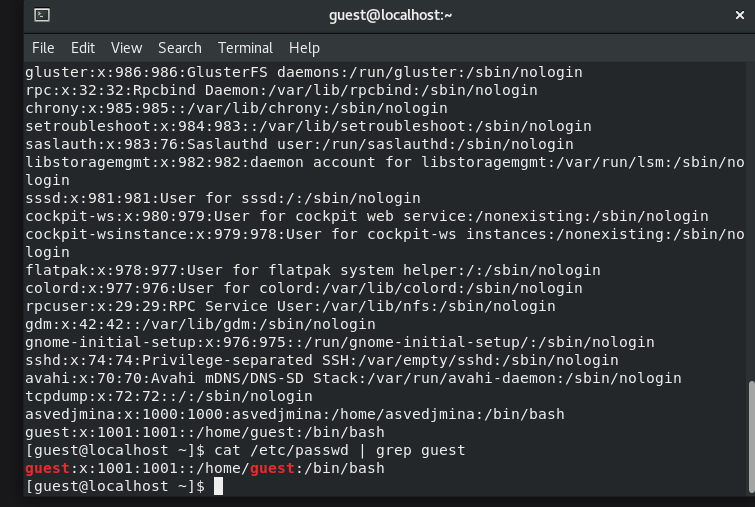 guest@localhost:~
File Edit View Search Terminal Help
gluster:x:986:986:GlusterFS daemons:/run/gluster:/sbin/nologin
rpc:x:32:32:Rpcbind Daemon:/var/lib/rpcbind:/sbin/nologin
chrony:x:985:985::/var/lib/chrony:/sbin/nologin
setroubleshoot:x:984:983::/var/lib/setroubleshoot:/sbin/nologin
saslauth:x:983:76:Saslauthd user:/run/saslauthd:/sbin/nologin
libstoragemgmt:x:982:982:daemon account for libstoragemgmt:/var/run/lsm:/sbin/no
login
sssd:x:981:981:User for sssd:/:/sbin/nologin
cockpit-ws:x:980:979:User for cockpit web service:/nonexisting:/sbin/nologin
cockpit-wsinstance:x:979:978:User for cockpit-ws instances:/nonexisting:/sbin/no
login
flatpak:x:978:977:User for flatpak system helper:/:/sbin/nologin
colord:x:977:976:User for colord:/var/lib/colord:/sbin/nologin
rpcuser:x:29:29:RPC Service User:/var/lib/nfs:/sbin/nologin
gdm:x:42:42::/var/lib/gdm:/sbin/nologin
gnome-initial-setup:x:976:975::/run/gnome-initial-setup/:/sbin/nologin
sshd:x:74:74:Privilege-separated SSH:/var/empty/sshd:/sbin/nologin
avahi:x:70:70:Avahi mDNS/DNS-SD Stack:/var/run/avahi-daemon:/sbin/nologin
tcpdump:x:72:72::/:/sbin/nologin
asvedjmina:x:1000:1000:asvedjmina:/home/asvedjmina:/bin/bash
guest:x:1001:1001::/home/guest:/bin/bash
[guest@localhost ~]$ cat /etc/passwd | grep guest
guest:x:1001:1001::/home/guest:/bin/bash
[guest@localhost ~]$